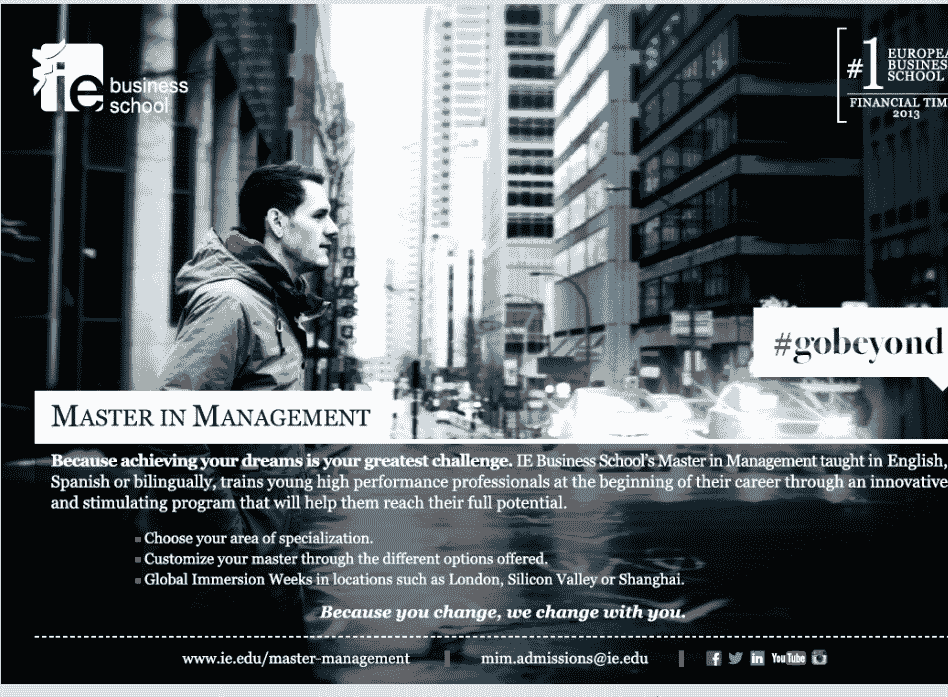 ie business
school
#1 EUROPEA
BUSINES
SCHOOL
FINANCIAL TIM
2013
#gobeyond
MASTER IN MANAGEMENT
Because achieving your dreams is your greatest challenge. IE Business School's Master in Management taught in English,
Spanish or bilingually, trains young high performance professionals at the beginning of their career through an innovative
and stimulating program that will help them reach their full potential.
Choose your area of specialization.
Customize your master through the different options offered.
Global Immersion Weeks in locations such as London, Silicon Valley or Shanghai.
Because you change, we change with you.
www.ie.edu/master-management | mim.admissions@ie.edu | f in YouTube